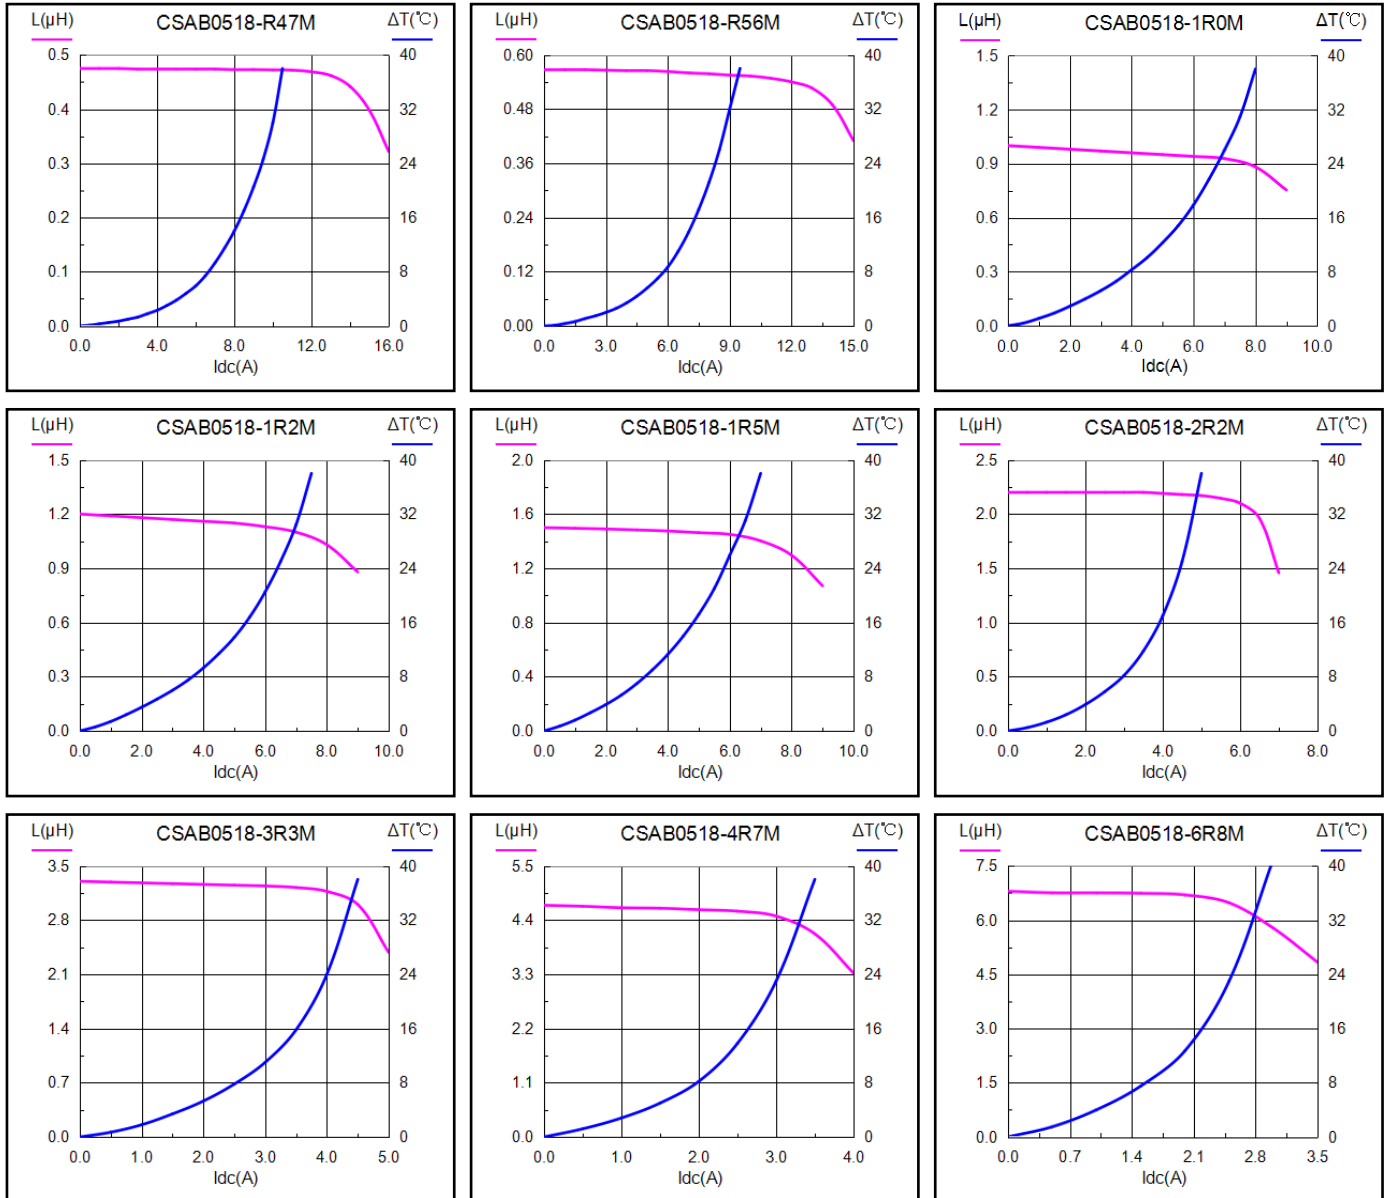 L(μH) CSAB0518-R47M ΔT(℃)
0.5 40
0.4 32
0.3 24
0.2 16
0.1 8
0.0 0
0.0 4.0 8.0 12.0 16.0
Idc(A)
L(μH) CSAB0518-R56M ΔT(℃)
0.60 40
0.48 32
0.36 24
0.24 16
0.12 8
0.00 0
0.0 3.0 6.0 9.0 12.0 15.0
Idc(A)
L(μH) CSAB0518-1R0M ΔT(℃)
1.5 40
1.2 32
0.9 24
0.6 16
0.3 8
0.0 0
0.0 2.0 4.0 6.0 8.0 10.0
Idc(A)
L(μH) CSAB0518-1R2M ΔT(℃)
1.5 40
1.2 32
0.9 24
0.6 16
0.3 8
0.0 0
0.0 2.0 4.0 6.0 8.0 10.0
Idc(A)
L(μH) CSAB0518-1R5M ΔT(℃)
2.0 40
1.6 32
1.2 24
0.8 16
0.4 8
0.0 0
0.0 2.0 4.0 6.0 8.0 10.0
Idc(A)
L(μH) CSAB0518-2R2M ΔT(℃)
2.5 40
2.0 32
1.5 24
1.0 16
0.5 8
0.0 0
0.0 2.0 4.0 6.0 8.0
Idc(A)
L(μH) CSAB0518-3R3M ΔT(℃)
3.5 40
2.8 32
2.1 24
1.4 16
0.7 8
0.0 0
0.0 1.0 2.0 3.0 4.0 5.0
Idc(A)
L(μH) CSAB0518-4R7M ΔT(℃)
5.5 40
4.4 32
3.3 24
2.2 16
1.1 8
0.0 0
0.0 1.0 2.0 3.0 4.0
Idc(A)
L(μH) CSAB0518-6R8M ΔT(℃)
7.5 40
6.0 32
4.5 24
3.0 16
1.5 8
0.0 0
0.0 0.7 1.4 2.1 2.8 3.5
Idc(A)